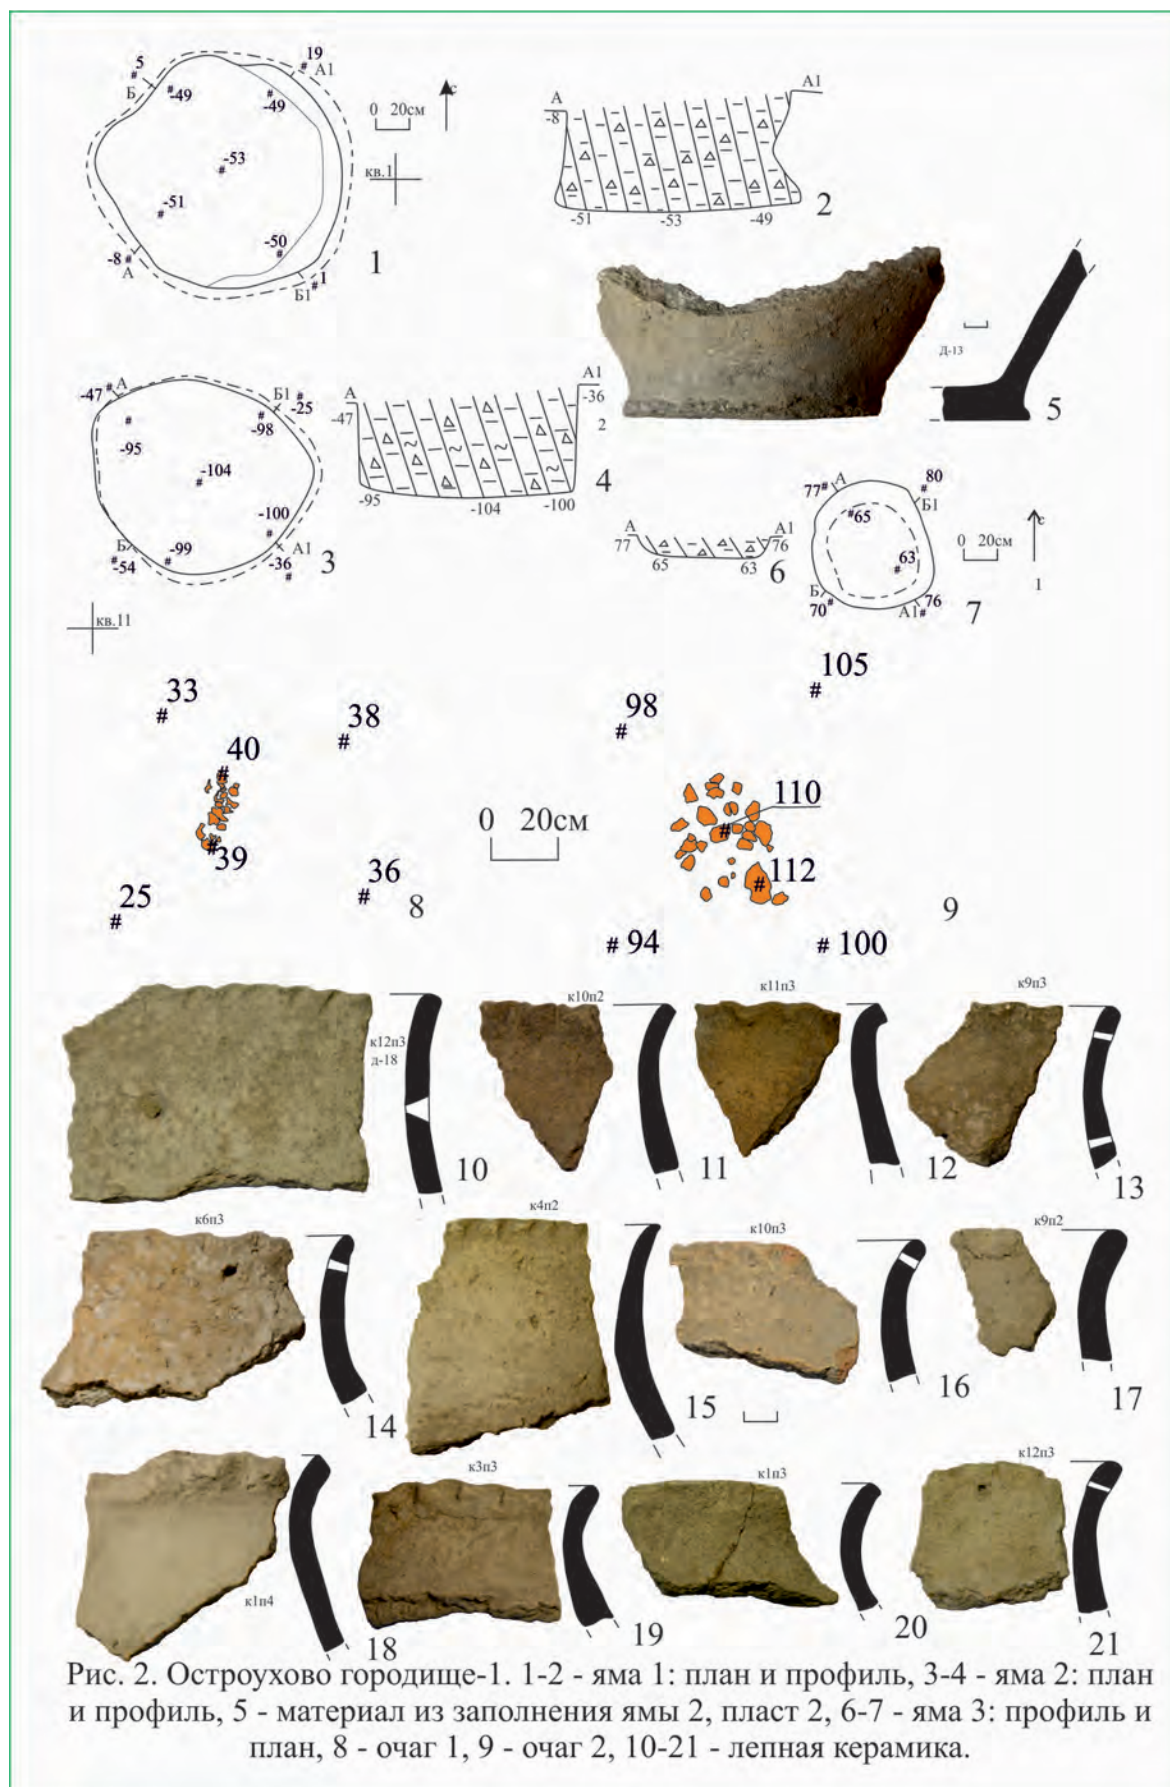 5
#
Б
19
#
А1
#
-49
#
-49
0 20см
с
-53
#
кв.1
-51
#
-50
#
-8 #
А
1
Б1 #
1
А
-8
А1
-51
-53
-49
2
Д-13
5
-47 #
А
Б1 #
-25
#
-95
#
-98
-104
#
-100
#
Б
#
-54
-99
#
А1
-36 #
3
кв.11
А
-47
А1
-36
2
-95
-104
-100
4
А
77
А1
76
65
63
6
77#
А
80
#
Б1
#65
63
#
Б
70#
76
А1 #
7
0 20см
с
1
33
#
38
#
40
#
#
39
25
#
36
#
8
0 20см
98
#
105
#
110
#
112
#
# 94
# 100
9
к12п3
д-18
10
к10п2
11
к11п3
12
к9п3
13
к6п3
14
к4п2
15
к10п3
16
к9п2
17
к1п4
18
к3п3
19
к1п3
20
к12п3
21
Рис. 2. Остроухово городище-1. 1-2 - яма 1: план и профиль, 3-4 - яма 2: план
и профиль, 5 - материал из заполнения ямы 2, пласт 2, 6-7 - яма 3: профиль и
план, 8 - очаг 1, 9 - очаг 2, 10-21 - лепная керамика.